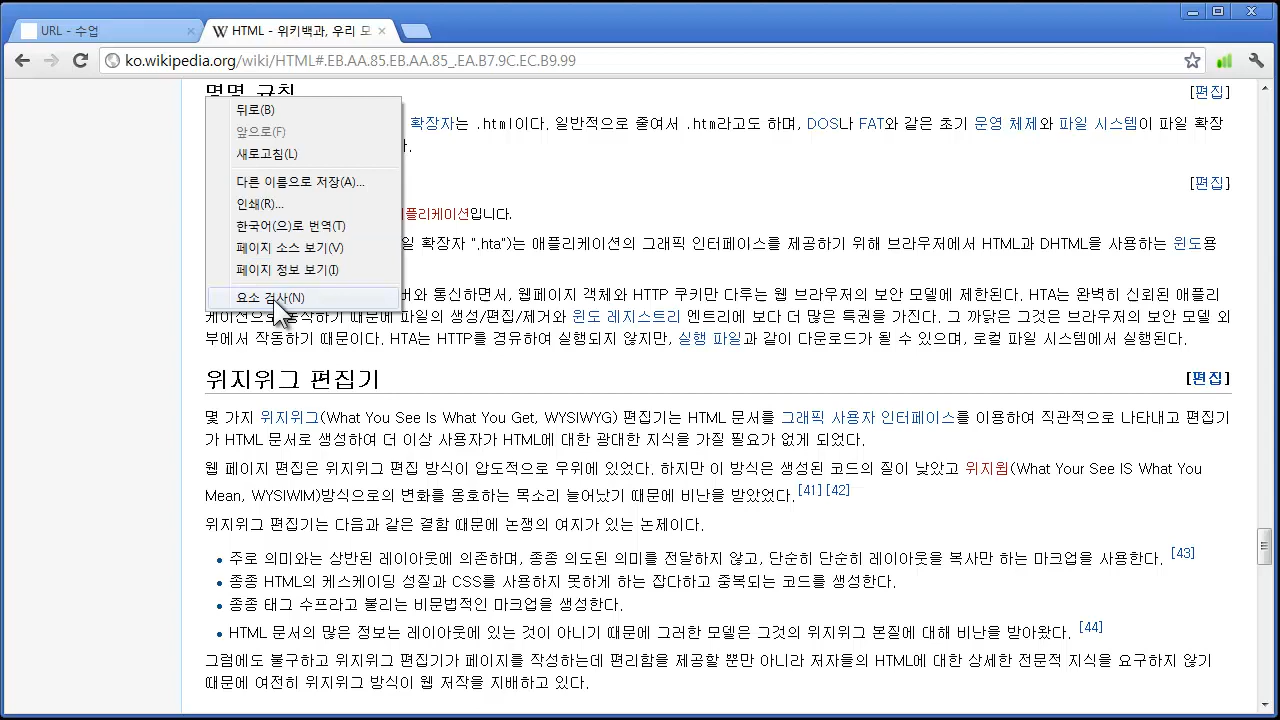 URL - 수업
HTML - 위키백과, 우리 모
ko.wikipedia.org/wiki/HTML#.EB.AA.85.EB.AA.85_.EA.B7.9C.EC.B9.99
명명 규칙 [편집]
뒤로(B)
앞으로(F)
새로고침(L)
다른 이름으로 저장(A)...
인쇄(R)...
한국어(으)로 번역(T)
페이지 소스 보기(V)
페이지 정보 보기(I)
요소 검사(N)
확장자는 .html이다. 일반적으로 줄여서 .htm라고도 하며, DOS나 FAT와 같은 초기 운영 체제와 파일 시스템이 파일 확장
다.
[편집]
플리케이션입니다.
일 확장자 ".hta")는 애플리케이션의 그래픽 인터페이스를 제공하기 위해 브라우저에서 HTML과 DHTML을 사용하는 윈도용
버와 통신하면서, 웹페이지 객체와 HTTP 쿠키만 다루는 웹 브라우저의 보안 모델에 제한된다. HTA는 완벽히 신뢰된 애플리
케이션으로 동작하기 때문에 파일의 생성/편집/제거와 윈도 레지스트리 엔트리에 보다 더 많은 특권을 가진다. 그 까닭은 그것은 브라우저의 보안 모델 외
부에서 작동하기 때문이다. HTA는 HTTP를 경유하여 실행되지 않지만, 실행 파일과 같이 다운로드가 될 수 있으며, 로컬 파일 시스템에서 실행된다.
위지위그 편집기 [편집]
몇 가지 위지위그(What You See Is What You Get, WYSIWYG) 편집기는 HTML 문서를 그래픽 사용자 인터페이스를 이용하여 직관적으로 나타내고 편집기
가 HTML 문서로 생성하여 더 이상 사용자가 HTML에 대한 광대한 지식을 가질 필요가 없게 되었다.
웹 페이지 편집은 위지위그 편집 방식이 압도적으로 우위에 있었다. 하지만 이 방식은 생성된 코드의 질이 낮았고 위지윔(What Your See IS What You
Mean, WYSIWIM)방식으로의 변화를 옹호하는 목소리 늘어났기 때문에 비난을 받았었다.[41] [42]
위지위그 편집기는 다음과 같은 결함 때문에 논쟁의 여지가 있는 논제이다.
• 주로 의미와는 상반된 레이아웃에 의존하며, 종종 의도된 의미를 전달하지 않고, 단순히 단순히 레이아웃을 복사만 하는 마크업을 사용한다. [43]
• 종종 HTML의 케스케이딩 성질과 CSS를 사용하지 못하게 하는 잡다하고 중복되는 코드를 생성한다.
• 종종 태그 수프라고 불리는 비문법적인 마크업을 생성한다.
• HTML 문서의 많은 정보는 레이아웃에 있는 것이 아니기 때문에 그러한 모델은 그것의 위지위그 본질에 대해 비난을 받아왔다. [44]
그럼에도 불구하고 위지위그 편집기가 페이지를 작성하는데 편리함을 제공할 뿐만 아니라 저자들의 HTML에 대한 상세한 전문적 지식을 요구하지 않기
때문에 여전히 위지위그 방식이 웹 저작을 지배하고 있다.